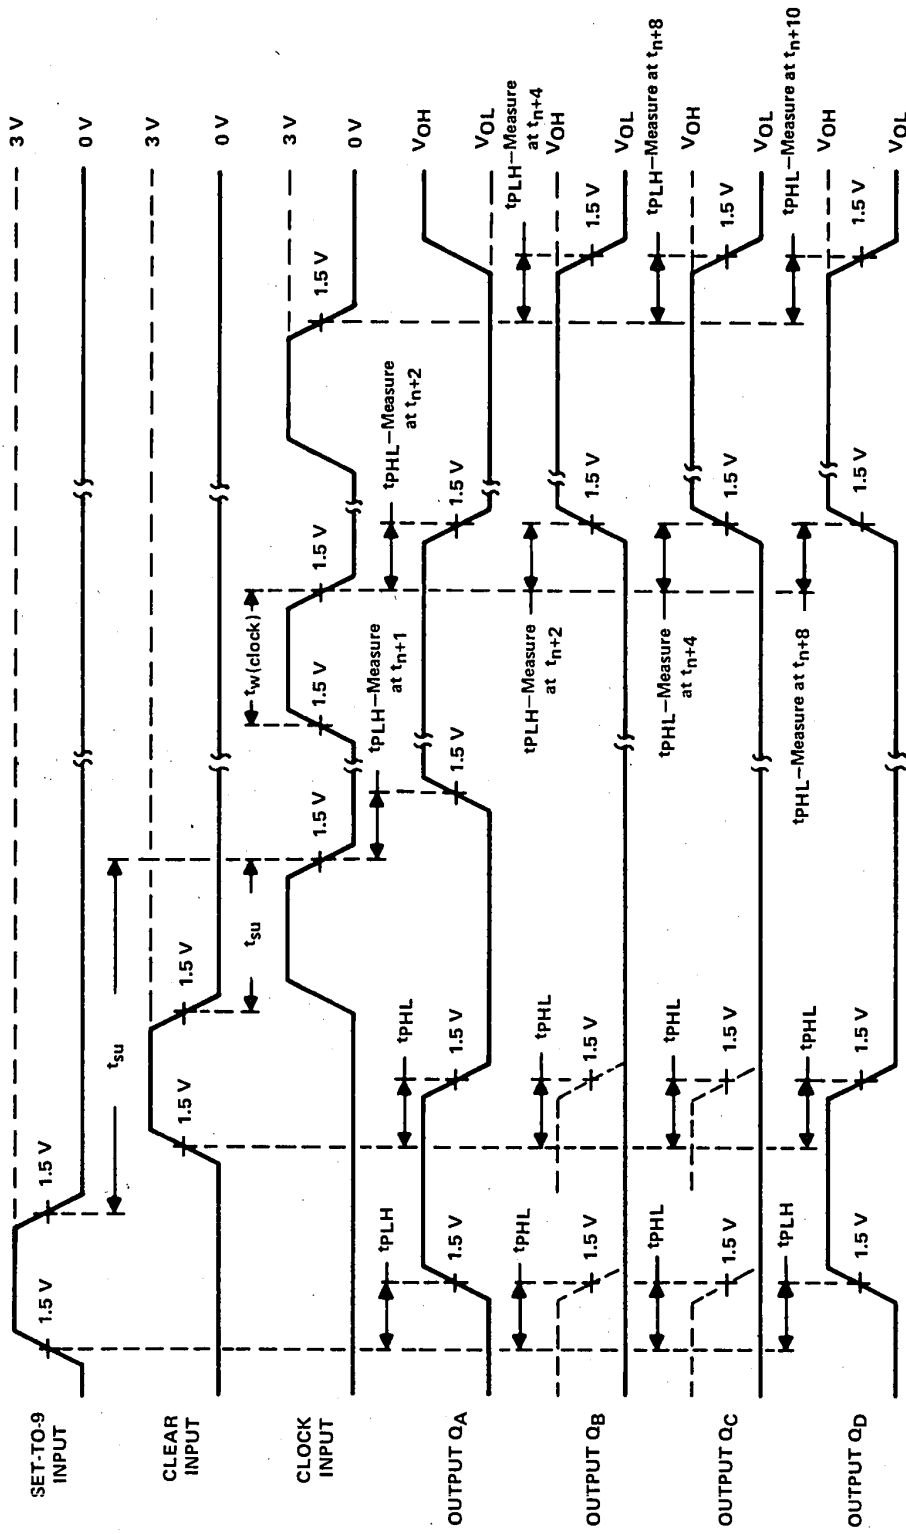 SET-TO-9
INPUT
1.5 V
1.5 V
3 V
0 V
tsu
CLEAR
INPUT
1.5 V
1.5 V
3 V
0 V
tsu
tw(clock)
CLOCK
INPUT
1.5 V
1.5 V
1.5 V
1.5 V
3 V
0 V
tPLH
tPHL
tPLH–Measure
at tn+1
tPHL–Measure
at tn+2
OUTPUT QA
1.5 V
1.5 V
1.5 V
1.5 V
VOH
VOL
tPHL
tPHL
tPLH–Measure
at tn+2
tPLH–Measure
at tn+4
OUTPUT QB
1.5 V
1.5 V
1.5 V
1.5 V
VOH
VOL
tPHL
tPHL
tPHL–Measure
at tn+4
tPLH–Measure at tn+8
OUTPUT QC
1.5 V
1.5 V
1.5 V
1.5 V
VOH
VOL
tPLH
tPHL
tPHL–Measure at tn+8
tPHL–Measure at tn+10
OUTPUT QD
1.5 V
1.5 V
1.5 V
1.5 V
VOH
VOL